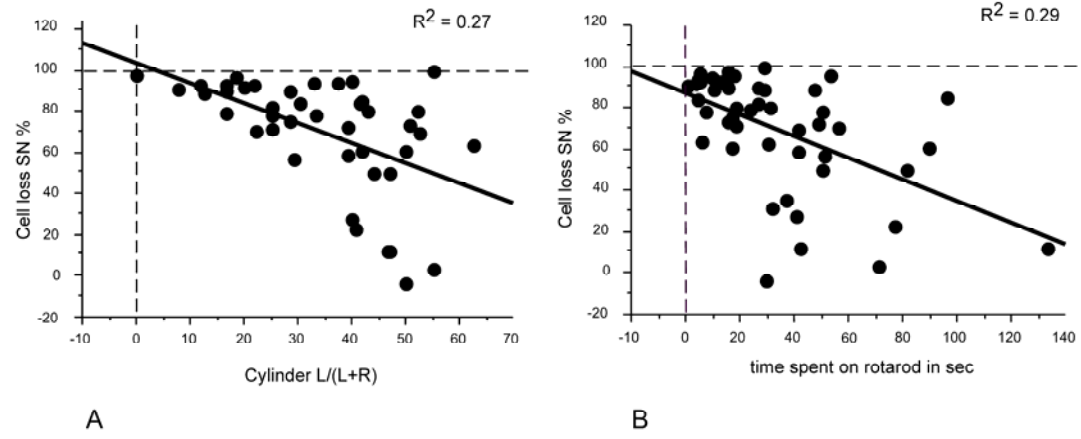 R² = 0.27
120
100
80
60
40
20
0
-20
Cell loss SN %
-10 0 10 20 30 40 50 60 70
Cylinder L/(L+R)
A
R² = 0.29
120
100
80
60
40
20
0
-20
Cell loss SN %
-10 0 20 40 60 80 100 120 140
time spent on rotarod in sec
B